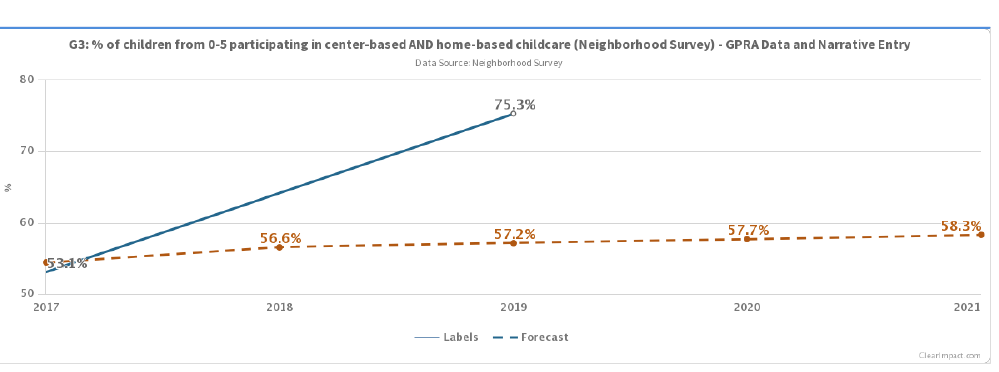 G3: % of children from 0-5 participating in center-based AND home-based childcare (Neighborhood Survey) - GPRA Data and Narrative Entry
Data Source: Neighborhood Survey
80
75.3%
70
%
60
58.3%
57.7%
57.2%
56.6%
53.1%
50
2017 2018 2019 2020 2021
Labels Forecast
ClearImpact.com